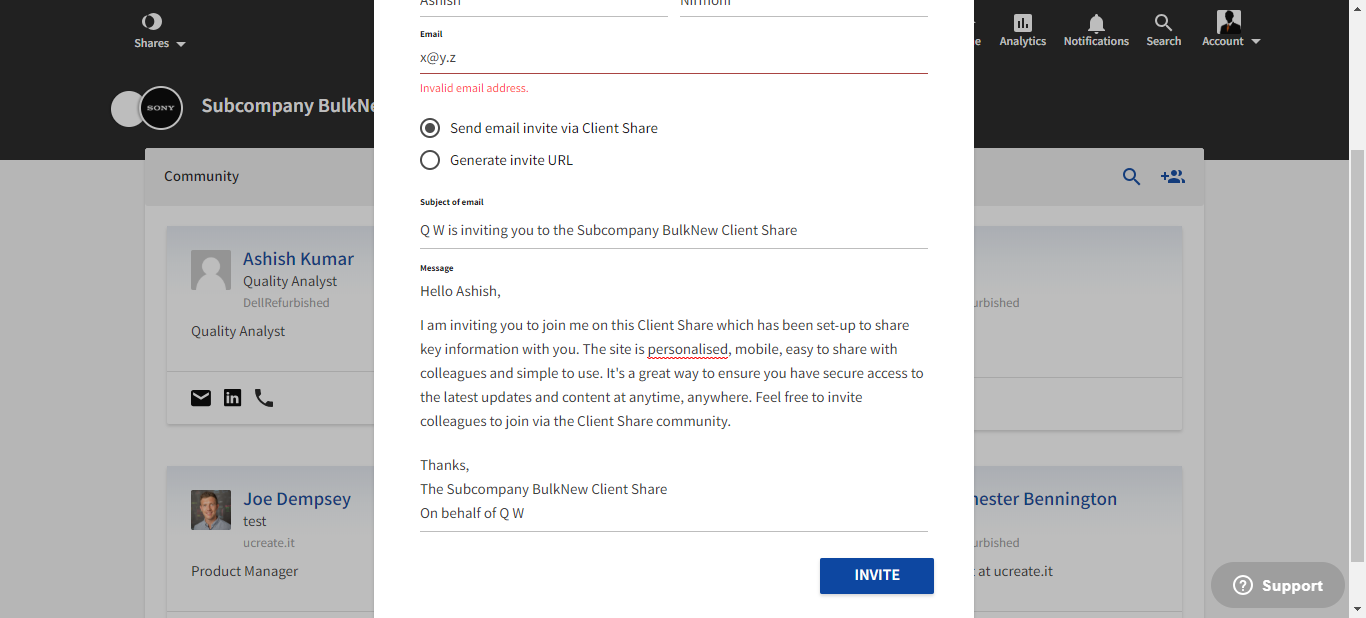 Ashish Nirmohi
Shares
e Analytics Notifications Search Account
Email
x@y.z
Invalid email address.
SONY
Subcompany BulkNe
Send email invite via Client Share
Generate invite URL
Community
Subject of email
Q W is inviting you to the Subcompany BulkNew Client Share
Message
Hello Ashish,
I am inviting you to join me on this Client Share which has been set-up to share
key information with you. The site is personalised, mobile, easy to share with
colleagues and simple to use. It's a great way to ensure you have secure access to
the latest updates and content at anytime, anywhere. Feel free to invite
colleagues to join via the Client Share community.
Thanks,
The Subcompany BulkNew Client Share
On behalf of Q W
INVITE
Ashish Kumar
Quality Analyst
DellRefurbished
Quality Analyst
in
urbished
Joe Dempsey
test
ucreate.it
Product Manager
hester Bennington
urbished
t at ucreate.it
Support